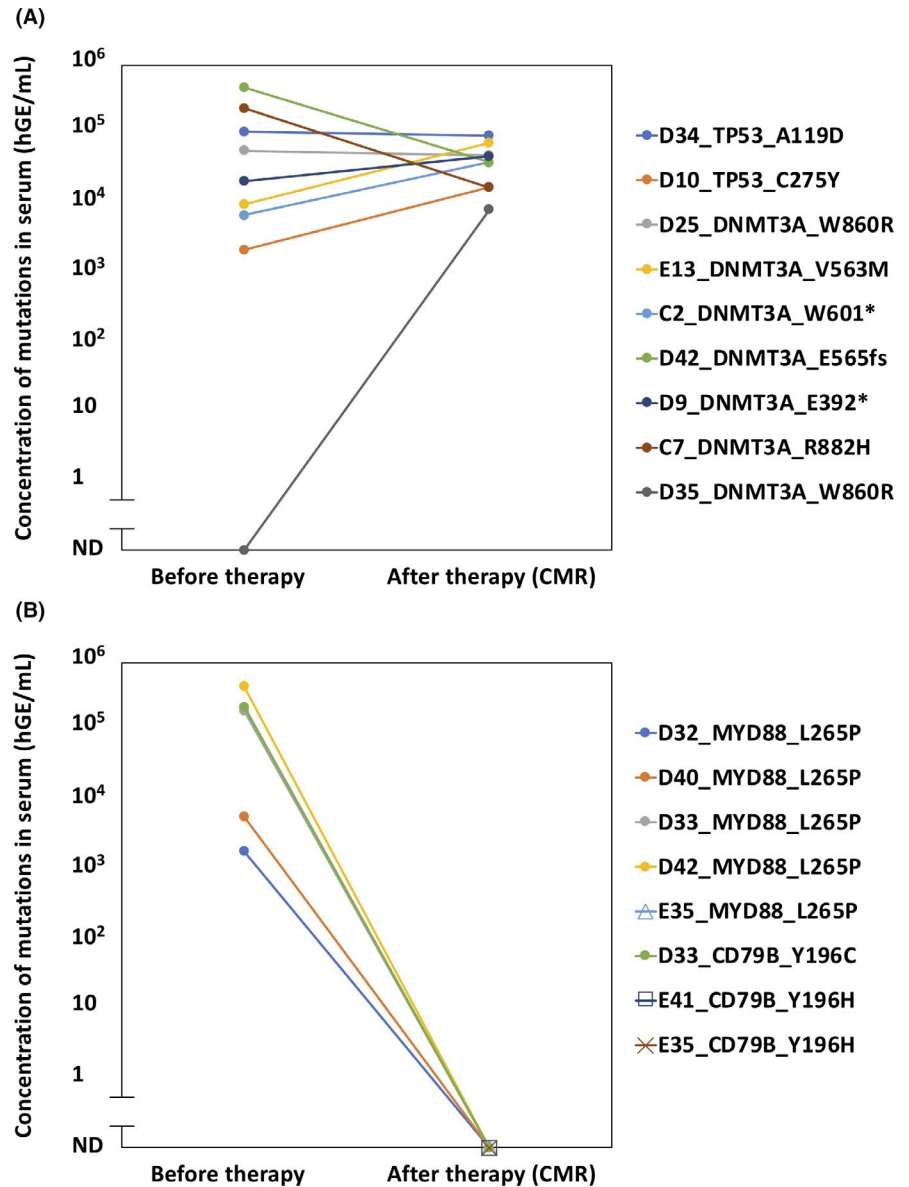 (A)
Concentration of mutations in serum (hGE/mL)
10⁶
10⁵
10⁴
10³
10²
10
1
ND
Before therapy
After therapy (CMR)
D34_TP53_A119D
D10_TP53_C275Y
D25_DNMT3A_W860R
E13_DNMT3A_V563M
C2_DNMT3A_W601*
D42_DNMT3A_E565fs
D9_DNMT3A_E392*
C7_DNMT3A_R882H
D35_DNMT3A_W860R
(B)
Concentration of mutations in serum (hGE/mL)
10⁶
10⁵
10⁴
10³
10²
10
1
ND
Before therapy
After therapy (CMR)
D32_MYD88_L265P
D40_MYD88_L265P
D33_MYD88_L265P
D42_MYD88_L265P
E35_MYD88_L265P
D33_CD79B_Y196C
E41_CD79B_Y196H
E35_CD79B_Y196H